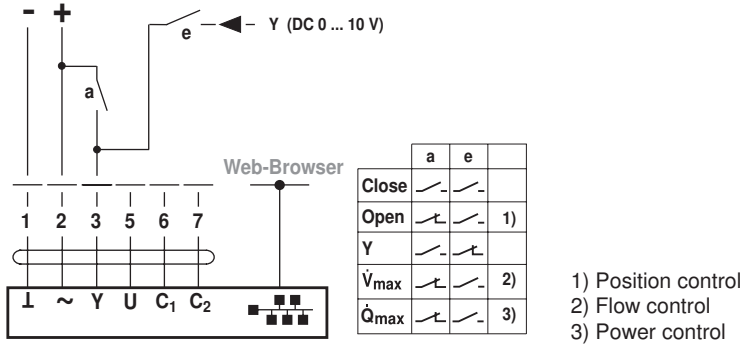 - +
e
Y (DC 0 ... 10 V)
a
Web-Browser
1 2 3 5 6 7
⊥ ~ Y U C₁ C₂
a e
Close
Open 1)
Y
V̇max 2)
Q̇max 3)
1) Position control
2) Flow control
3) Power control